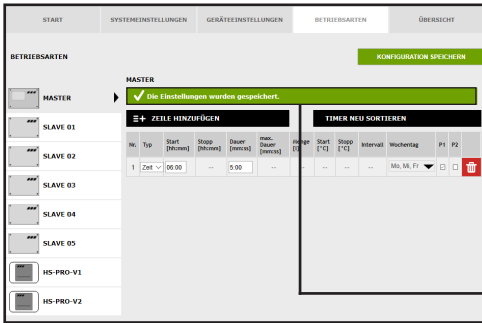 START SYSTEMEINSTELLUNGEN GERÄTEEINSTELLUNGEN BETRIEBSARTEN ÜBERSICHT
BETRIEBSARTEN
KONFIGURATION SPEICHERN
MASTER
Die Einstellungen wurden gespeichert.
MASTER
ZEILE HINZUFÜGEN TIMER NEU SORTIEREN
SLAVE 01
Nr. Typ Start [hh:mm] Stopp [hh:mm] Dauer [mm:ss] max. Dauer [mm:ss] Menge [l] Start [°C] Stopp [°C] Intervall Wochentag P1 P2
SLAVE 02
1 Zeit 06:00 -- 5:00 -- -- -- -- -- Mo, Mi, Fr
SLAVE 03
SLAVE 04
SLAVE 05
HS-PRO-V1
HS-PRO-V2